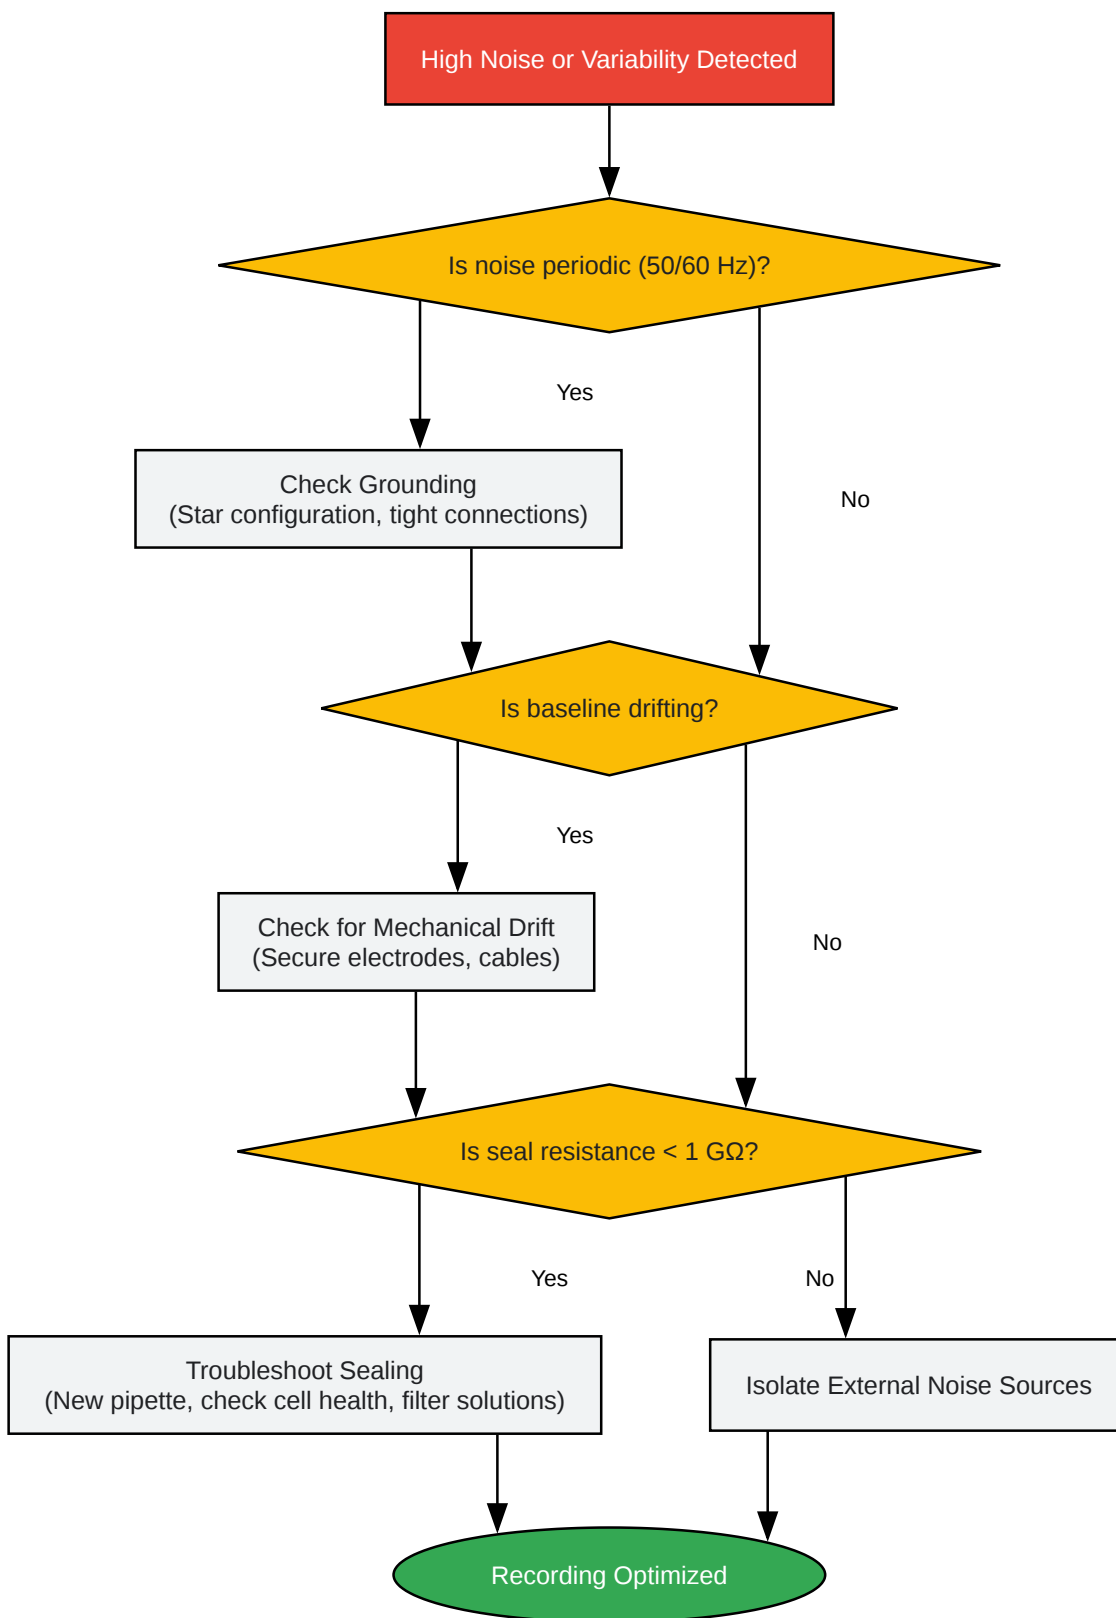 High Noise or Variability Detected
Is noise periodic (50/60 Hz)?
Yes
Check Grounding
(Star configuration, tight connections)
No
Is baseline drifting?
Yes
Check for Mechanical Drift
(Secure electrodes, cables)
No
Is seal resistance < 1 GΩ?
Yes
No
Troubleshoot Sealing
(New pipette, check cell health, filter solutions)
Isolate External Noise Sources
Recording Optimized